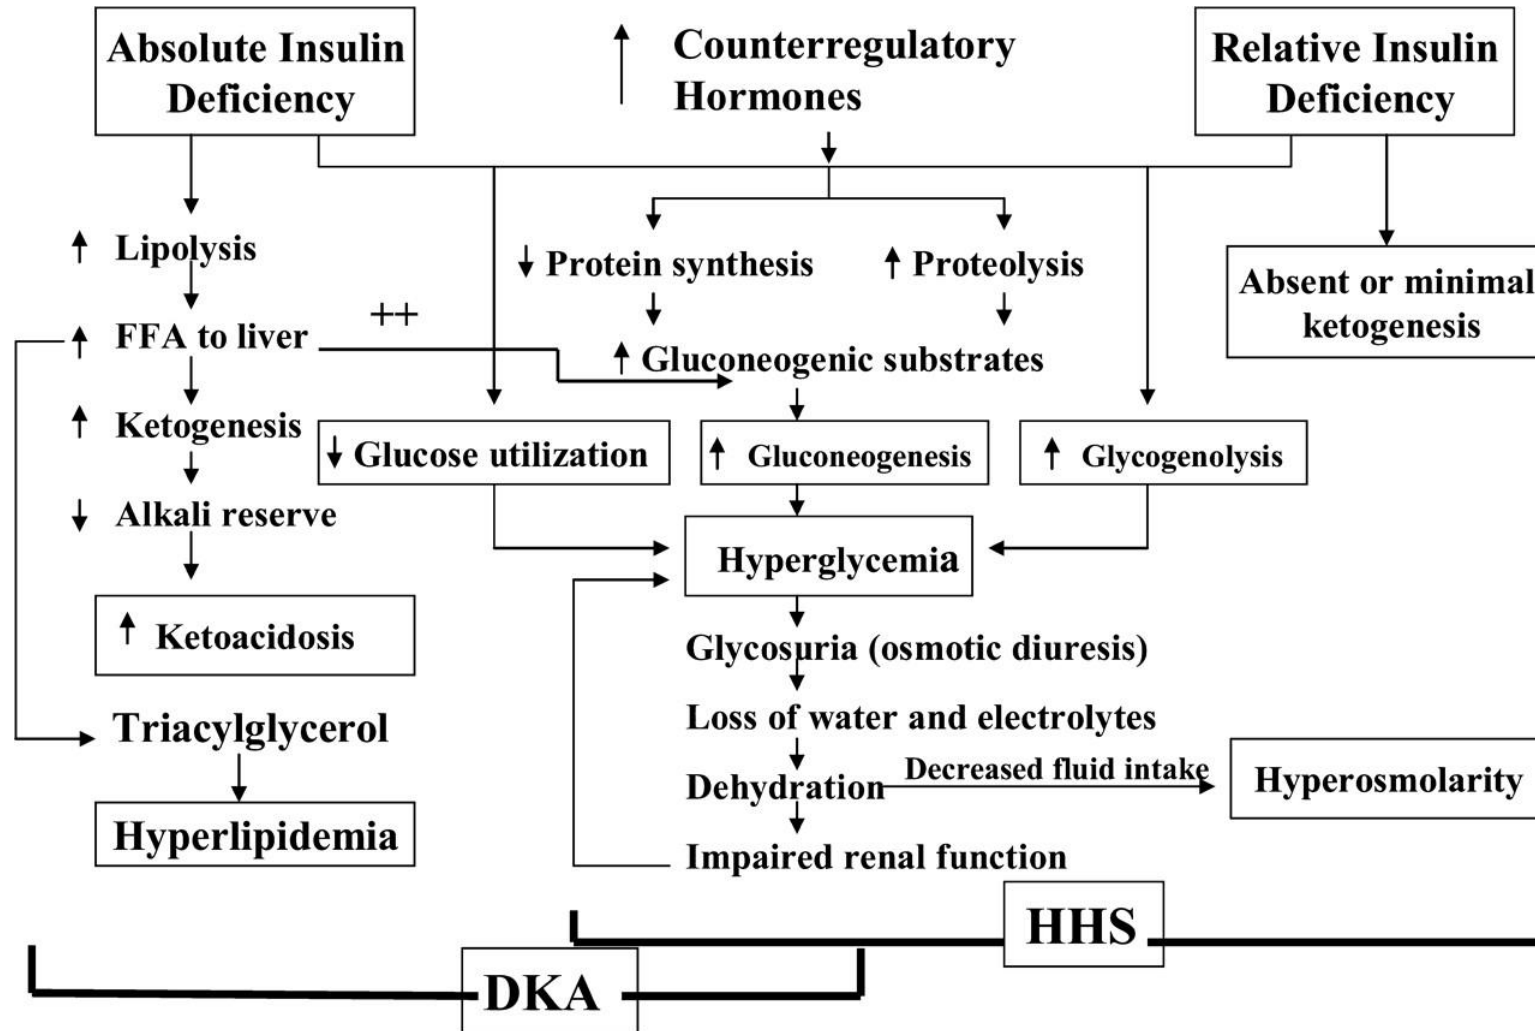 Absolute Insulin
Deficiency
↑ Counterregulatory
Hormones
Relative Insulin
Deficiency
↑ Lipolysis
↓ Protein synthesis
↑ Proteolysis
Absent or minimal
ketogenesis
++
↑ FFA to liver
↑ Gluconeogenic substrates
↑ Ketogenesis
↓ Glucose utilization
↑ Gluconeogenesis
↑ Glycogenolysis
↓ Alkali reserve
Hyperglycemia
↑ Ketoacidosis
Glycosuria (osmotic diuresis)
Triacylglycerol
Loss of water and electrolytes
Dehydration
Decreased fluid intake
Hyperosmolarity
Hyperlipidemia
Impaired renal function
HHS
DKA